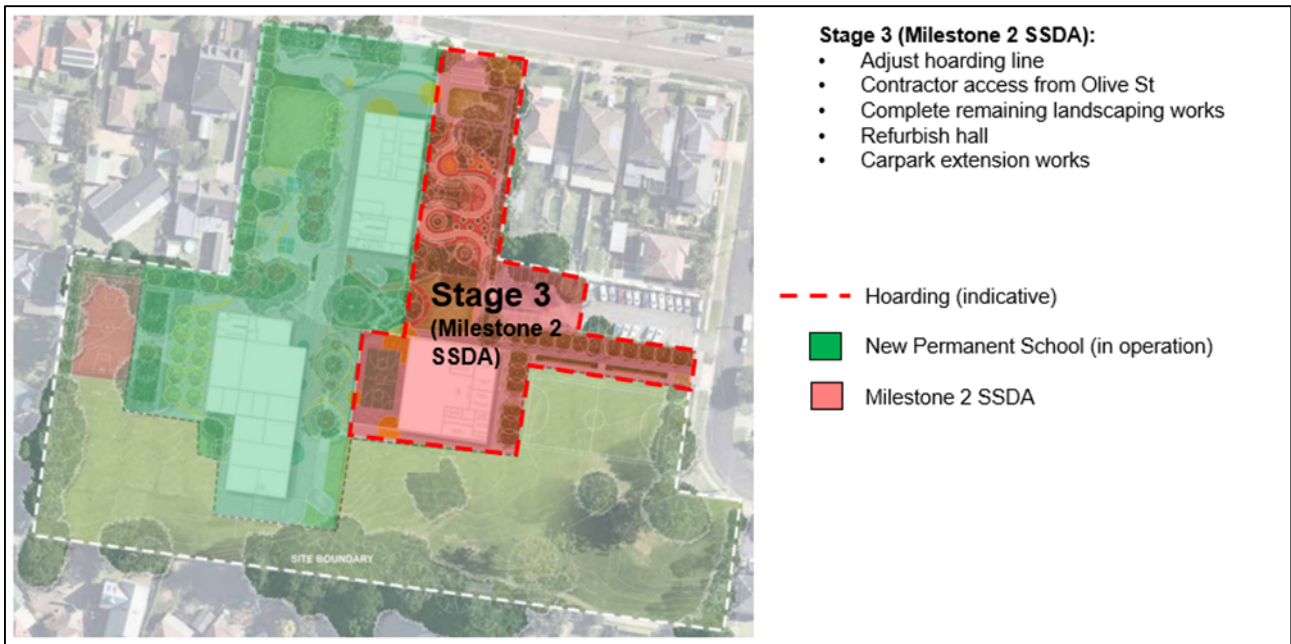 Stage 3 (Milestone 2 SSDA):
• Adjust hoarding line
• Contractor access from Olive St
• Complete remaining landscaping works
• Refurbish hall
• Carpark extension works
Stage 3
(Milestone 2
SSDA)
Hoarding (indicative)
New Permanent School (in operation)
Milestone 2 SSDA
SITE BOUNDARY